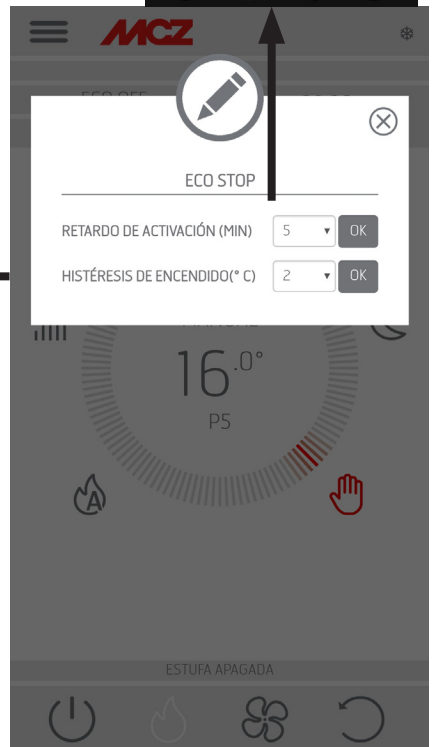 MCZ
ECO STOP
RETARDO DE ACTIVACIÓN (MIN) 5 OK
HISTÉRESIS DE ENCENDIDO(° C) 2 OK
16.0°
P5
A
ESTUFA APAGADA